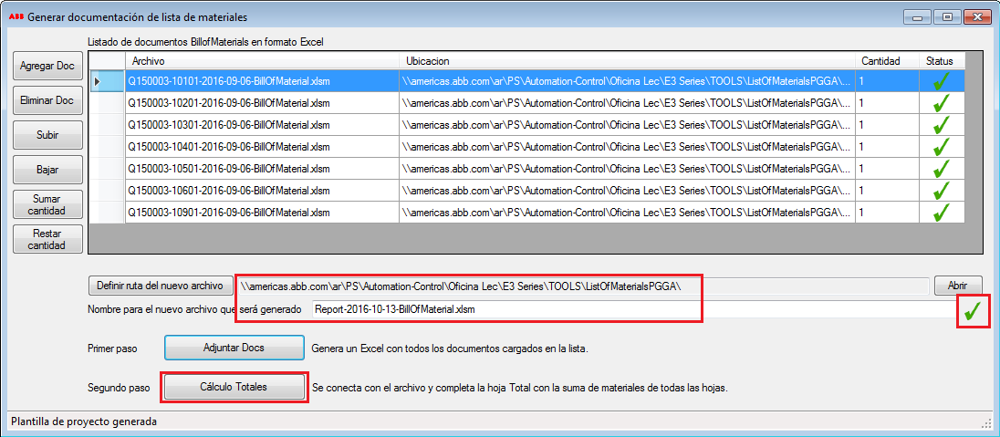 ABB Generar documentación de lista de materiales
Listado de documentos BillofMaterials en formato Excel
Agregar Doc
Eliminar Doc
Subir
Bajar
Sumar
cantidad
Restar
cantidad
Archivo Ubicacion Cantidad Status
Q150003-10101-2016-09-06-BillOfMaterial.xlsm \\americas.abb.com\ar\PS\Automation-Control\Oficina Lec\E3 Series\TOOLS\ListOfMaterialsPGGA\... 1
Q150003-10201-2016-09-06-BillOfMaterial.xlsm \\americas.abb.com\ar\PS\Automation-Control\Oficina Lec\E3 Series\TOOLS\ListOfMaterialsPGGA\... 1
Q150003-10301-2016-09-06-BillOfMaterial.xlsm \\americas.abb.com\ar\PS\Automation-Control\Oficina Lec\E3 Series\TOOLS\ListOfMaterialsPGGA\... 1
Q150003-10401-2016-09-06-BillOfMaterial.xlsm \\americas.abb.com\ar\PS\Automation-Control\Oficina Lec\E3 Series\TOOLS\ListOfMaterialsPGGA\... 1
Q150003-10501-2016-09-06-BillOfMaterial.xlsm \\americas.abb.com\ar\PS\Automation-Control\Oficina Lec\E3 Series\TOOLS\ListOfMaterialsPGGA\... 1
Q150003-10601-2016-09-06-BillOfMaterial.xlsm \\americas.abb.com\ar\PS\Automation-Control\Oficina Lec\E3 Series\TOOLS\ListOfMaterialsPGGA\... 1
Q150003-10901-2016-09-06-BillOfMaterial.xlsm \\americas.abb.com\ar\PS\Automation-Control\Oficina Lec\E3 Series\TOOLS\ListOfMaterialsPGGA\... 1
Definir ruta del nuevo archivo \\americas.abb.com\ar\PS\Automation-Control\Oficina Lec\E3 Series\TOOLS\ListOfMaterialsPGGA\ Abrir
Nombre para el nuevo archivo que será generado Report-2016-10-13-BillOfMaterial.xlsm
Primer paso Adjuntar Docs Genera un Excel con todos los documentos cargados en la lista.
Segundo paso Cálculo Totales Se conecta con el archivo y completa la hoja Total con la suma de materiales de todas las hojas.
Plantilla de proyecto generada